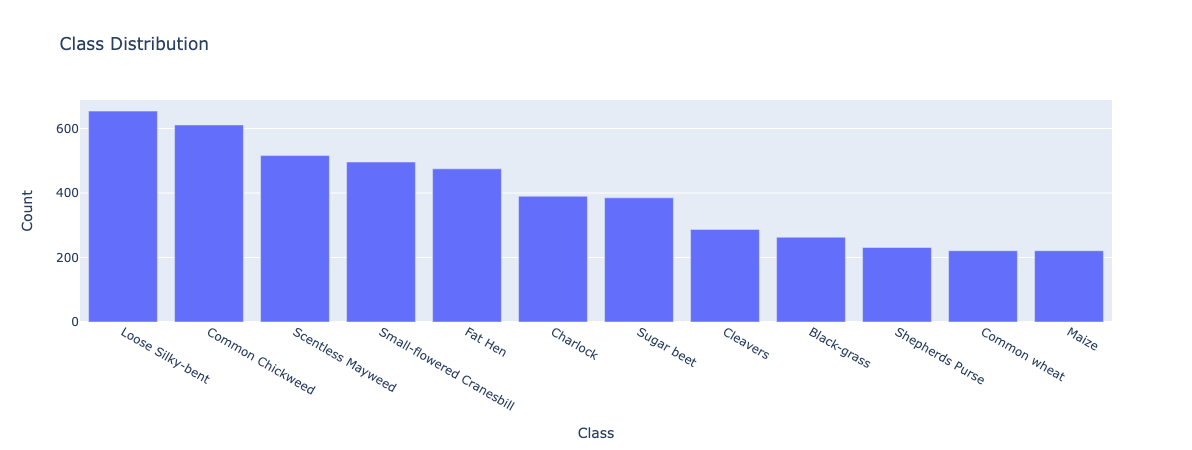 Class Distribution
Count
600
400
200
0
Loose Silky-bent
Common Chickweed
Scentless Mayweed
Small-flowered Cranesbill
Fat Hen
Charlock
Sugar beet
Cleavers
Black-grass
Shepherds Purse
Common wheat
Maize
Class